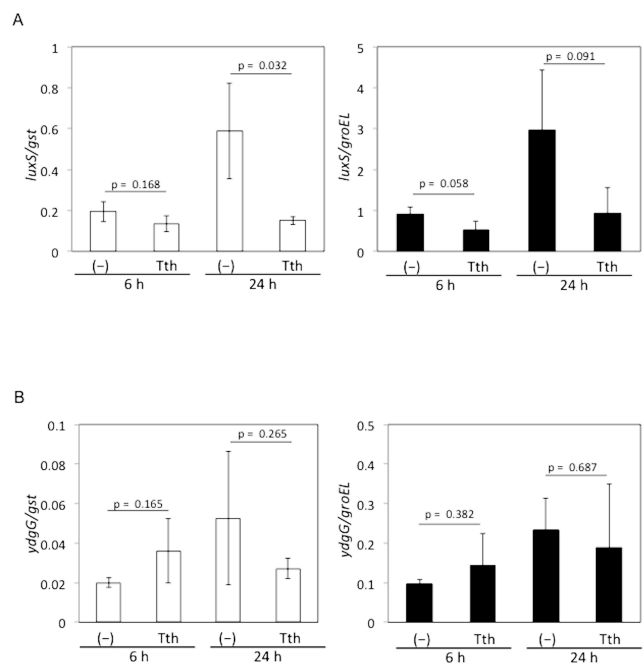 A
luxS/gst
1
0.8
0.6
0.4
0.2
0
p = 0.168
p = 0.032
(−) Tth (−) Tth
6 h 24 h
luxS/groEL
5
4
3
2
1
0
p = 0.058
p = 0.091
(−) Tth (−) Tth
6 h 24 h
B
ydgG/gst
0.1
0.08
0.06
0.04
0.02
0
p = 0.165
p = 0.265
(−) Tth (−) Tth
6 h 24 h
ydgG/groEL
0.5
0.4
0.3
0.2
0.1
0
p = 0.382
p = 0.687
(−) Tth (−) Tth
6 h 24 h